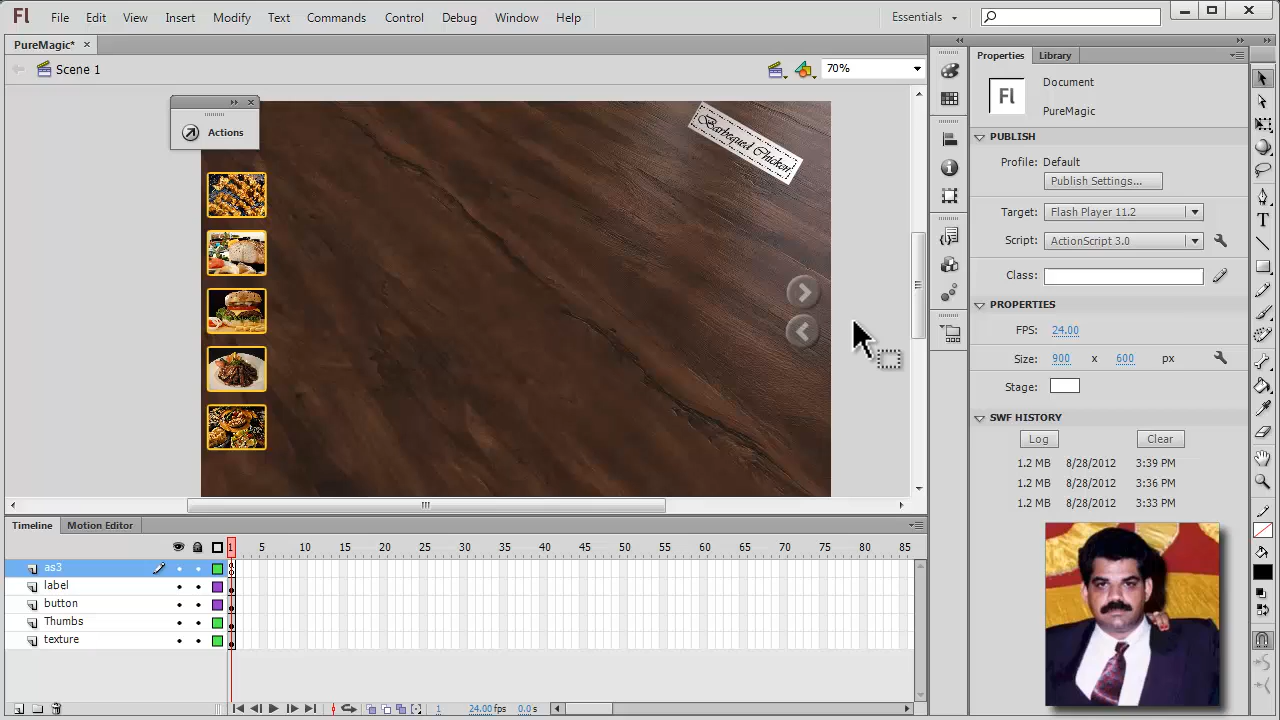 Fl File Edit View Insert Modify Text Commands Control Debug Window Help Essentials
PureMagic*
Scene 1 70%
Actions
Barbequed Chicken
Properties Library
Fl Document
PureMagic
PUBLISH
Profile: Default
Publish Settings...
Target: Flash Player 11.2
Script: ActionScript 3.0
Class:
PROPERTIES
FPS: 24.00
Size: 900 x 600 px
Stage:
SWF HISTORY
Log Clear
1.2 MB 8/28/2012 3:39 PM
1.2 MB 8/28/2012 3:36 PM
1.2 MB 8/28/2012 3:33 PM
Timeline Motion Editor
1 5 10 15 20 25 30 35 40 45 50 55 60 65 70 75 80 85
as3
label
button
Thumbs
texture
1 24.00 fps 0.0 s